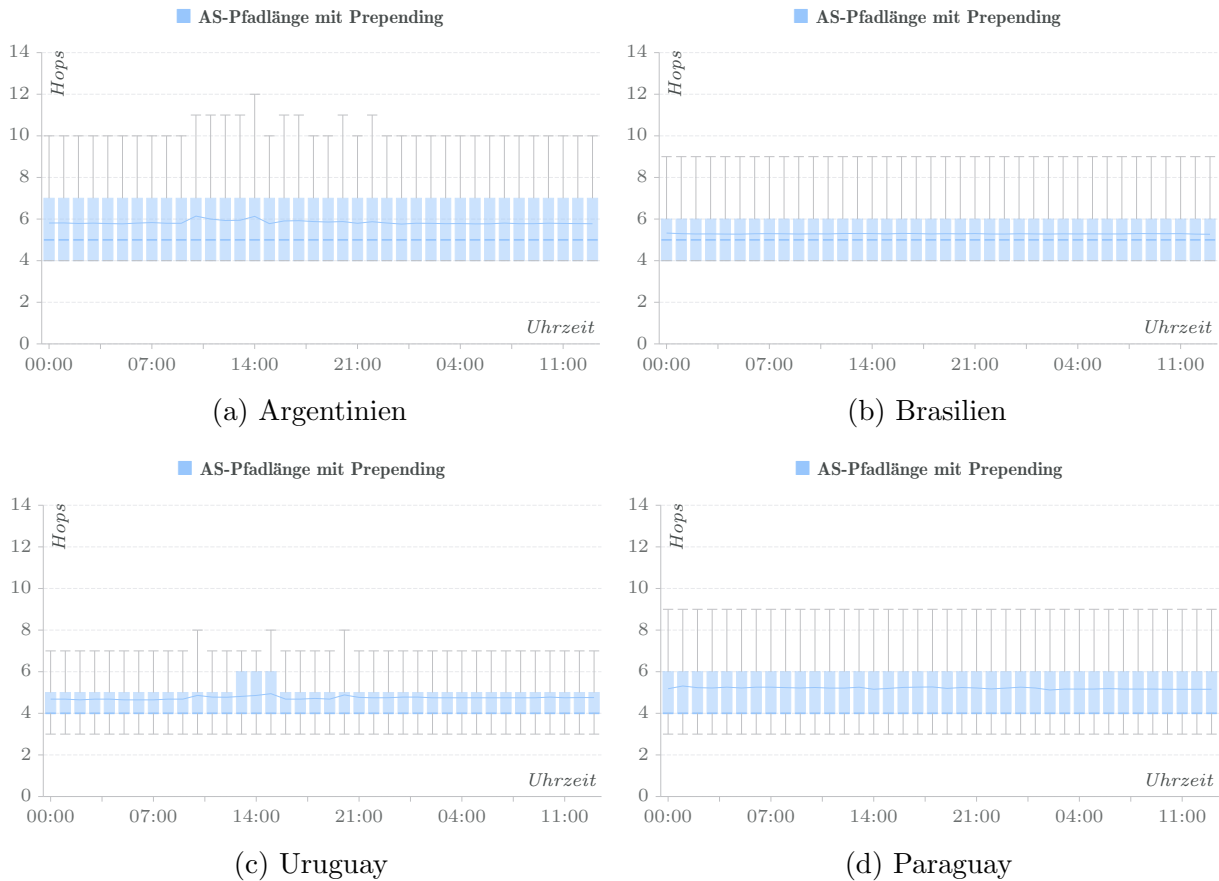 AS-Pfadlänge mit Prepending
14
12
10
8
6
4
2
0
Hops
Uhrzeit
00:00 07:00 14:00 21:00 04:00 11:00
(a) Argentinien
AS-Pfadlänge mit Prepending
14
12
10
8
6
4
2
0
Hops
Uhrzeit
00:00 07:00 14:00 21:00 04:00 11:00
(b) Brasilien
AS-Pfadlänge mit Prepending
14
12
10
8
6
4
2
0
Hops
Uhrzeit
00:00 07:00 14:00 21:00 04:00 11:00
(c) Uruguay
AS-Pfadlänge mit Prepending
14
12
10
8
6
4
2
0
Hops
Uhrzeit
00:00 07:00 14:00 21:00 04:00 11:00
(d) Paraguay